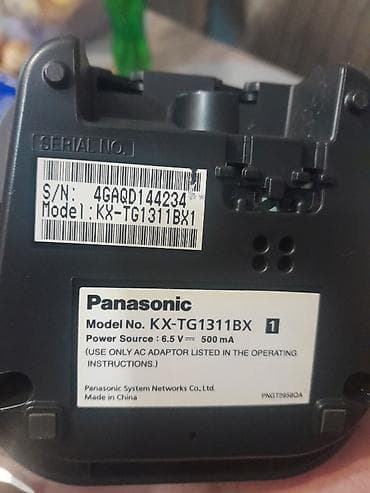 SERIAL NO.
S/N: 4GAQD144234
Model:KX-TG1311BX1
Panasonic
Model No. KX-TG1311BX 1
Power Source : 6.5 V⎓ 500 mA
(USE ONLY AC ADAPTOR LISTED IN THE OPERATING
INSTRUCTIONS.)
Panasonic System Networks Co., Ltd.
Made in China
PNGT8958QA